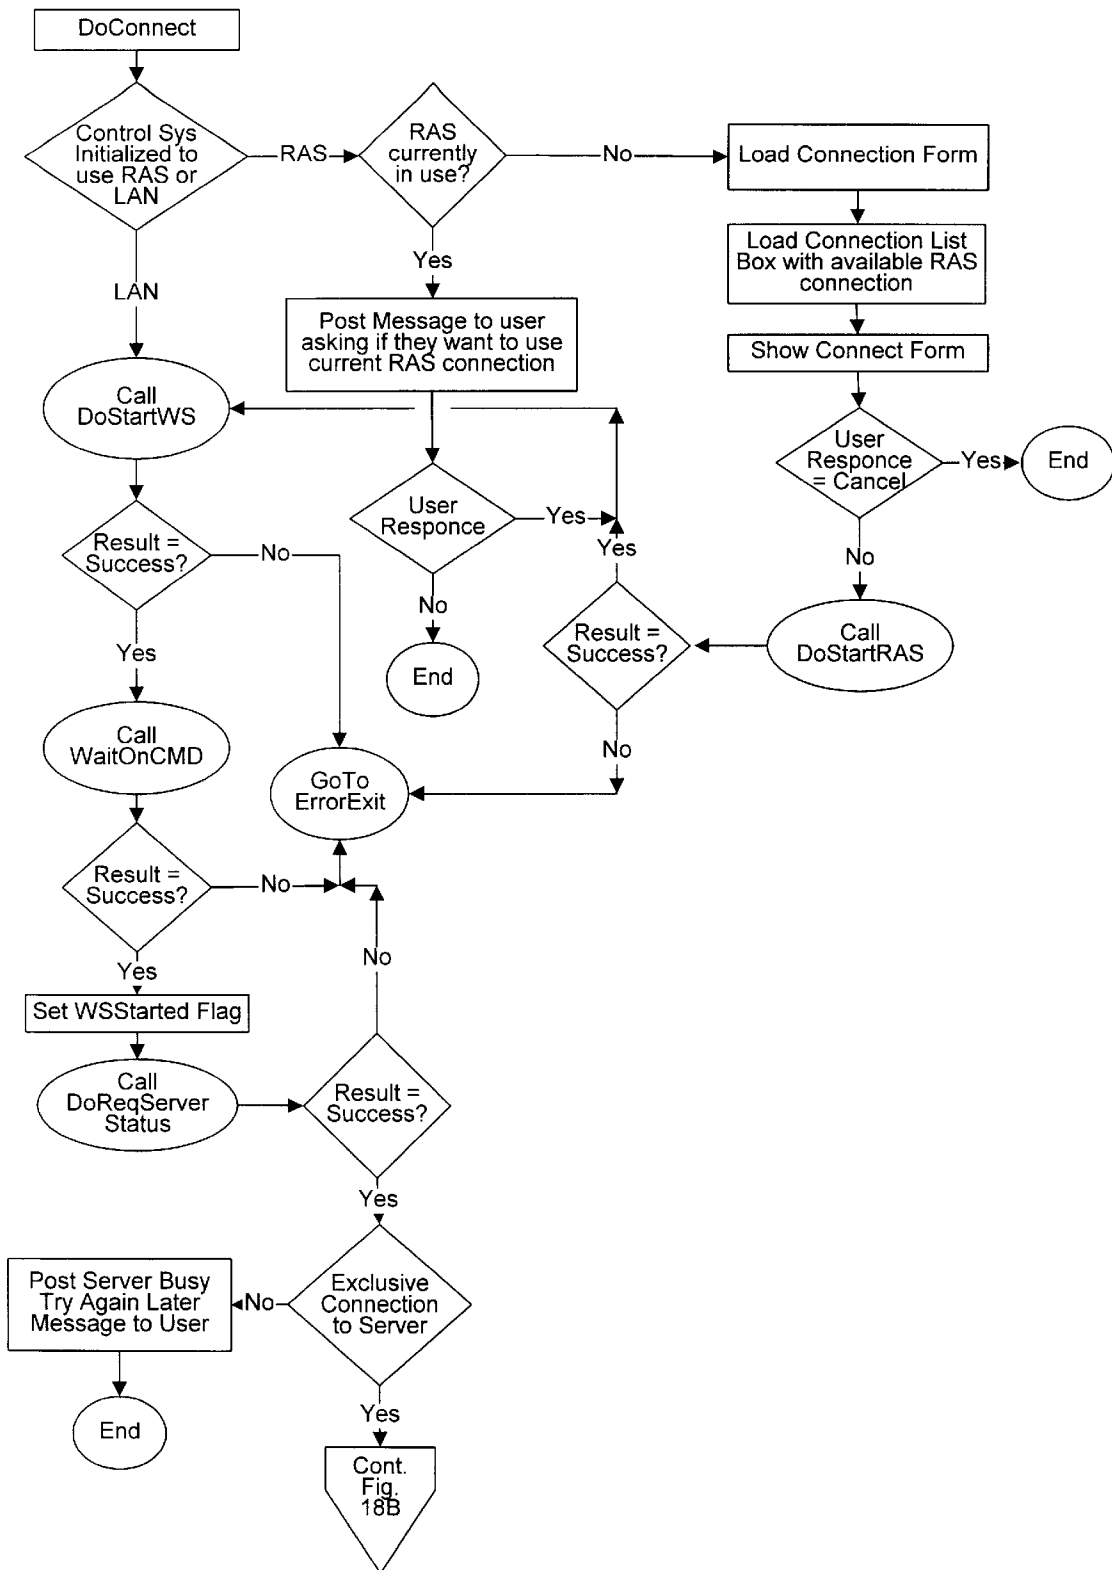 DoConnect
Control Sys
Initialized to
use RAS or
LAN
RAS
RAS
currently
in use?
No
Load Connection Form
Load Connection List
Box with available RAS
connection
Show Connect Form
User
Responce
= Cancel
Yes
End
No
Call
DoStartRAS
Yes
Post Message to user
asking if they want to use
current RAS connection
User
Responce
Yes
No
End
Yes
Result =
Success?
No
LAN
Call
DoStartWS
Result =
Success?
No
Yes
Call
WaitOnCMD
GoTo
ErrorExit
Result =
Success?
No
No
Yes
Set WSStarted Flag
Call
DoReqServer
Status
Result =
Success?
Yes
Exclusive
Connection
to Server
No
Post Server Busy
Try Again Later
Message to User
End
Yes
Cont.
Fig.
18B